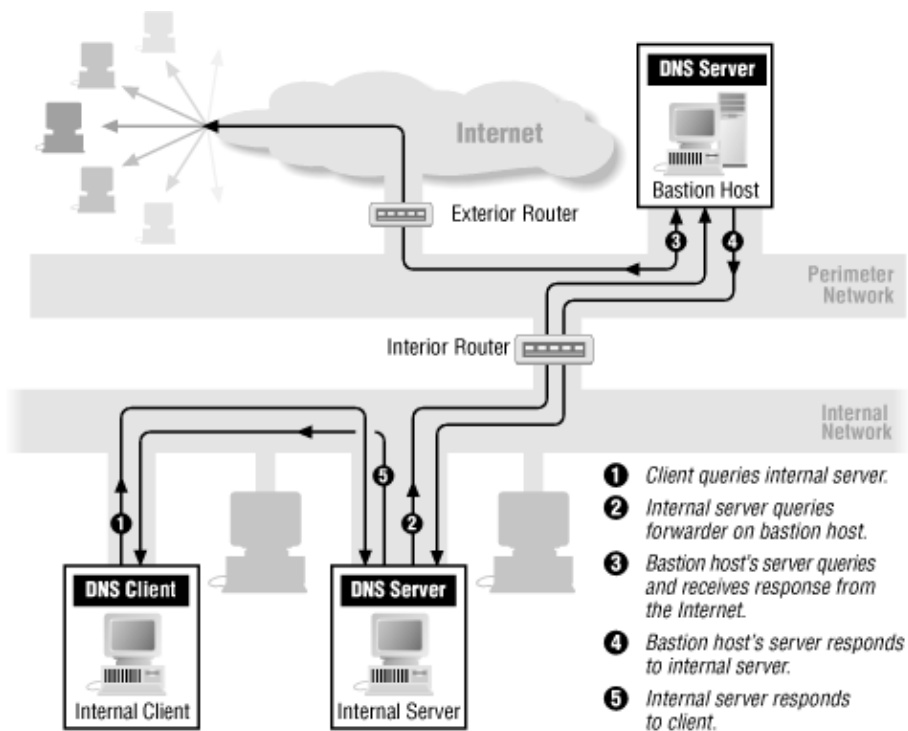 DNS Server
Bastion Host
Internet
Exterior Router
3
4
Perimeter
Network
Interior Router
Internal
Network
5
1
2
DNS Client
Internal Client
DNS Server
Internal Server
1 Client queries internal server.
2 Internal server queries
forwarder on bastion host.
3 Bastion host's server queries
and receives response from
the Internet.
4 Bastion host's server responds
to internal server.
5 Internal server responds
to client.